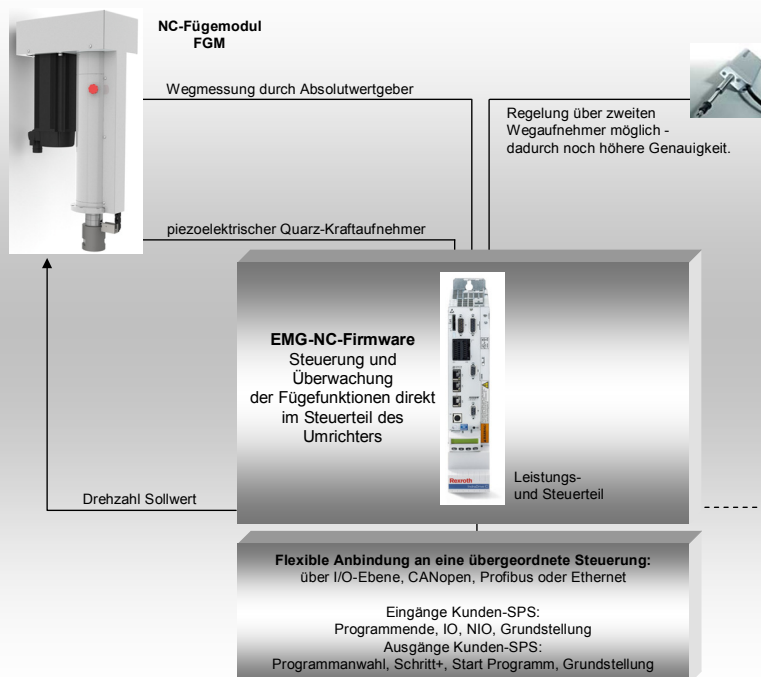 NC-Fügemodul
FGM
Wegmessung durch Absolutwertgeber
Regelung über zweiten
Wegaufnehmer möglich -
dadurch noch höhere Genauigkeit.
piezoelektrischer Quarz-Kraftaufnehmer
EMG-NC-Firmware
Steuerung und
Überwachung
der Fügefunktionen direkt
im Steuerteil des
Umrichters
Rexroth
Leistungs-
und Steuerteil
Drehzahl Sollwert
Flexible Anbindung an eine übergeordnete Steuerung:
über I/O-Ebene, CANopen, Profibus oder Ethernet
Eingänge Kunden-SPS:
Programmende, IO, NIO, Grundstellung
Ausgänge Kunden-SPS:
Programmanwahl, Schritt+, Start Programm, Grundstellung